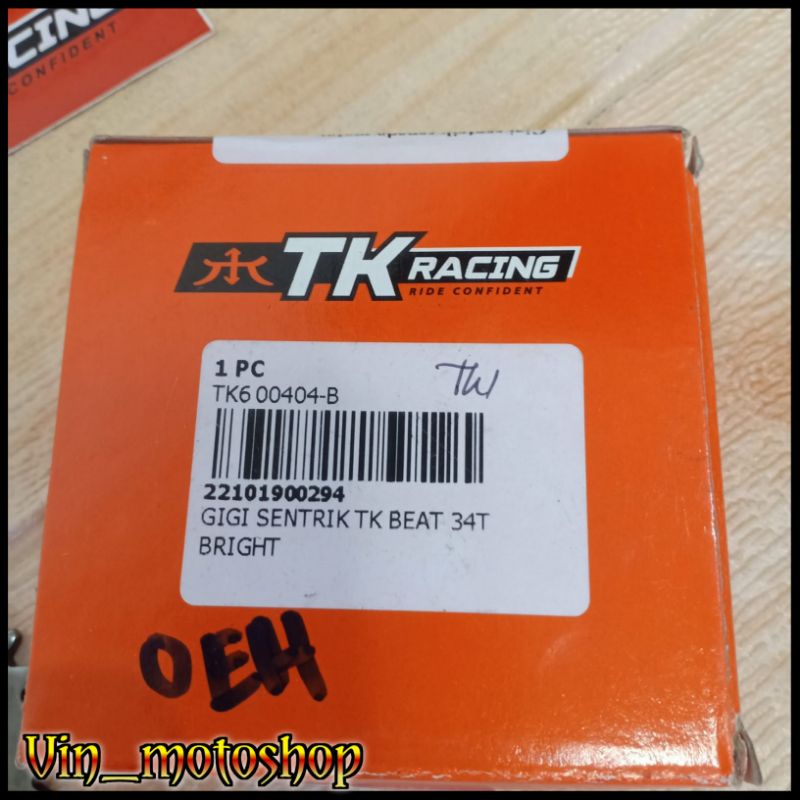 CING
CONFIDENT
TK RACING
RIDE CONFIDENT
1 PC
TW
TK6 00404-B
22101900294
GIGI SENTRIK TK BEAT 34T
BRIGHT
OEH
Vin_motoshop